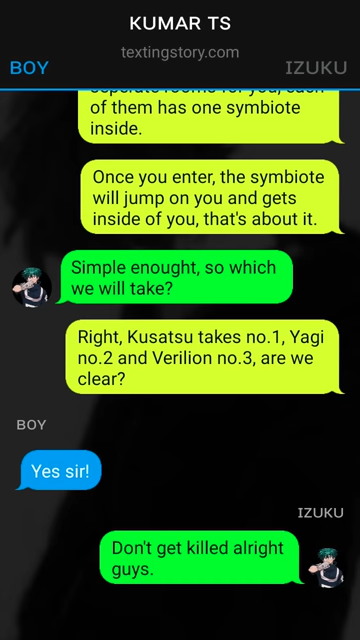 KUMAR TS
textingstory.com
BOY
IZUKU
of them has one symbiote
inside.
Once you enter, the symbiote
will jump on you and gets
inside of you, that's about it.
Simple enought, so which
we will take?
Right, Kusatsu takes no.1, Yagi
no.2 and Verilion no.3, are we
clear?
BOY
Yes sir!
IZUKU
Don't get killed alright
guys.